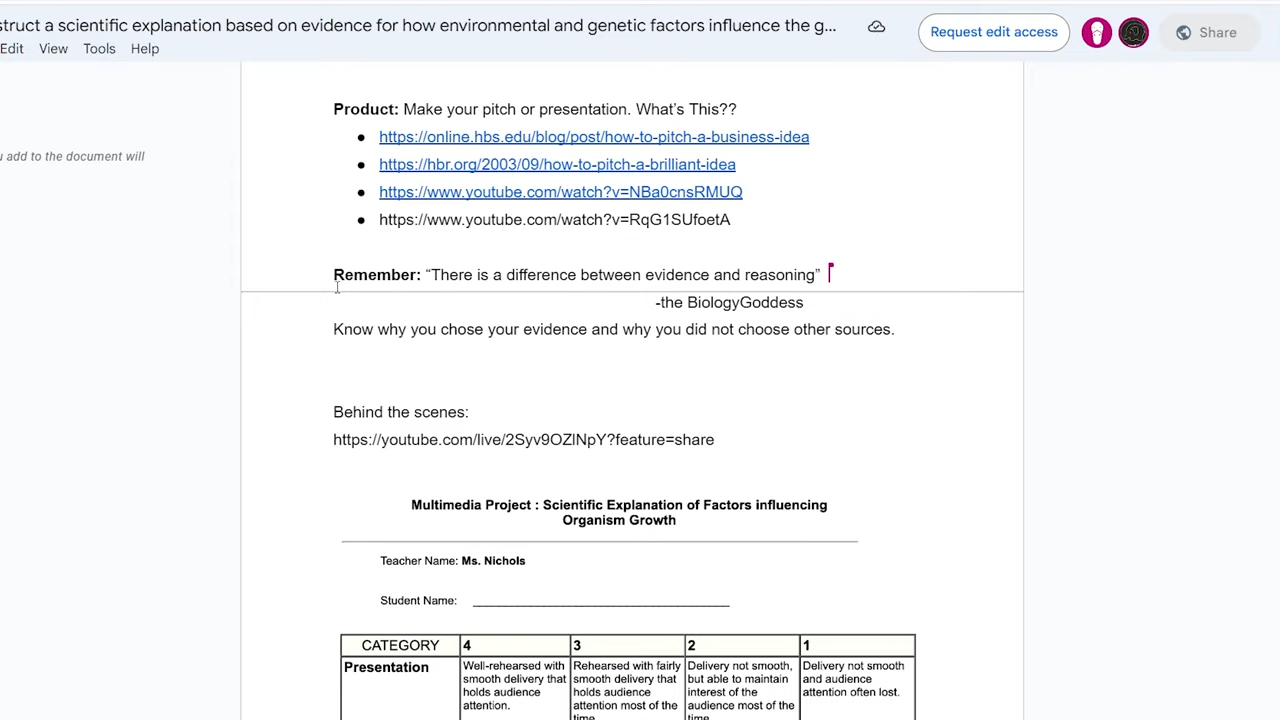 struct a scientific explanation based on evidence for how environmental and genetic factors influence the g...
Request edit access
Share
Edit View Tools Help
add to the document will
Product: Make your pitch or presentation. What's This??
● https://online.hbs.edu/blog/post/how-to-pitch-a-business-idea
● https://hbr.org/2003/09/how-to-pitch-a-brilliant-idea
● https://www.youtube.com/watch?v=NBa0cnsRMUQ
● https://www.youtube.com/watch?v=RqG1SUfoetA
Remember: “There is a difference between evidence and reasoning”
-the BiologyGoddess
Know why you chose your evidence and why you did not choose other sources.
Behind the scenes:
https://youtube.com/live/2Syv9OZlNpY?feature=share
Multimedia Project : Scientific Explanation of Factors influencing
Organism Growth
Teacher Name: Ms. Nichols
Student Name:
CATEGORY 4 3 2 1
Presentation
Well-rehearsed with
smooth delivery that
holds audience
attention.
Rehearsed with fairly
smooth delivery that
holds audience
attention most of the
time.
Delivery not smooth,
but able to maintain
interest of the
audience most of the
time.
Delivery not smooth
and audience
attention often lost.